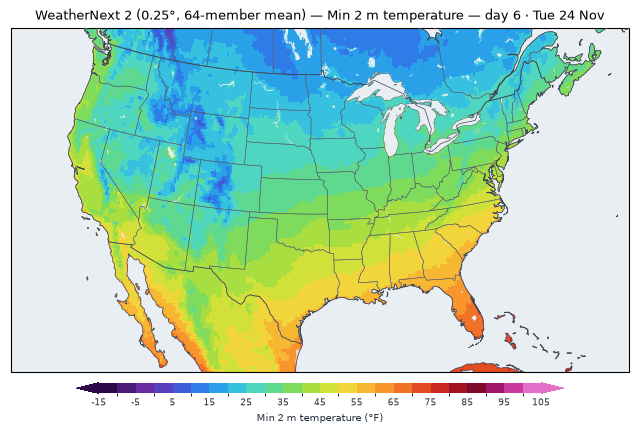 WeatherNext 2 (0.25°, 64-member mean) — Min 2 m temperature — day 6 · Tue 24 Nov
-15 -5 5 15 25 35 45 55 65 75 85 95 105
Min 2 m temperature (°F)